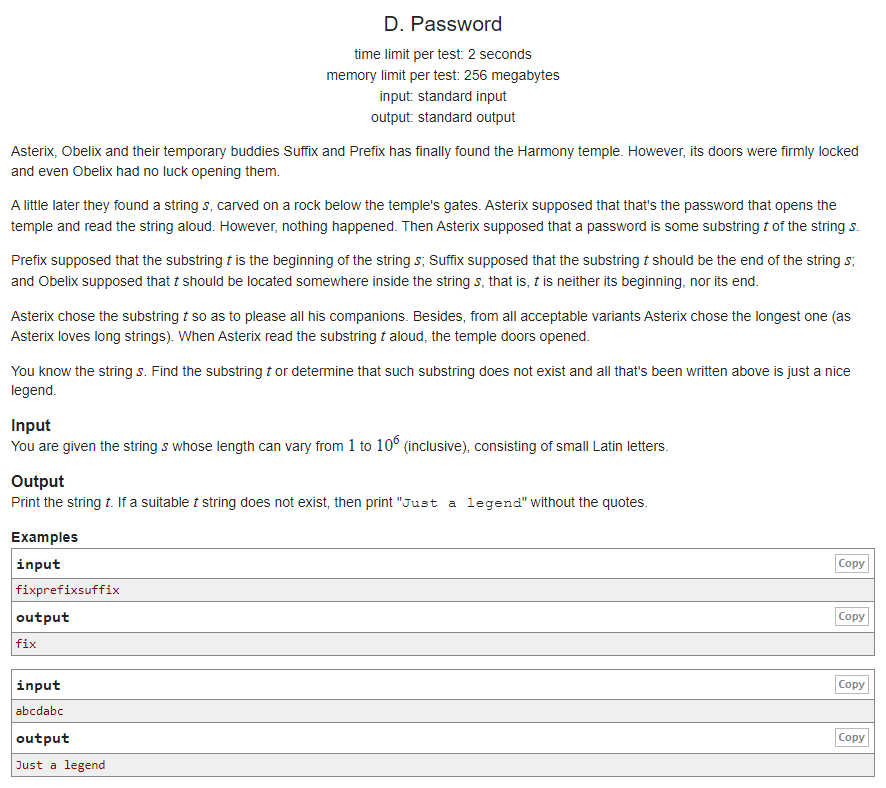 D. Password
time limit per test: 2 seconds
memory limit per test: 256 megabytes
input: standard input
output: standard output
Asterix, Obelix and their temporary buddies Suffix and Prefix has finally found the Harmony temple. However, its doors were firmly locked
and even Obelix had no luck opening them.
A little later they found a string s, carved on a rock below the temple's gates. Asterix supposed that that's the password that opens the
temple and read the string aloud. However, nothing happened. Then Asterix supposed that a password is some substring t of the string s.
Prefix supposed that the substring t is the beginning of the string s; Suffix supposed that the substring t should be the end of the string s;
and Obelix supposed that t should be located somewhere inside the string s, that is, t is neither its beginning, nor its end.
Asterix chose the substring t so as to please all his companions. Besides, from all acceptable variants Asterix chose the longest one (as
Asterix loves long strings). When Asterix read the substring t aloud, the temple doors opened.
You know the string s. Find the substring t or determine that such substring does not exist and all that's been written above is just a nice
legend.
Input
You are given the string s whose length can vary from 1 to 10⁶ (inclusive), consisting of small Latin letters.
Output
Print the string t. If a suitable t string does not exist, then print "Just a legend" without the quotes.
Examples
input Copy
fixprefixsuffix
output Copy
fix
input Copy
abcdabc
output Copy
Just a legend